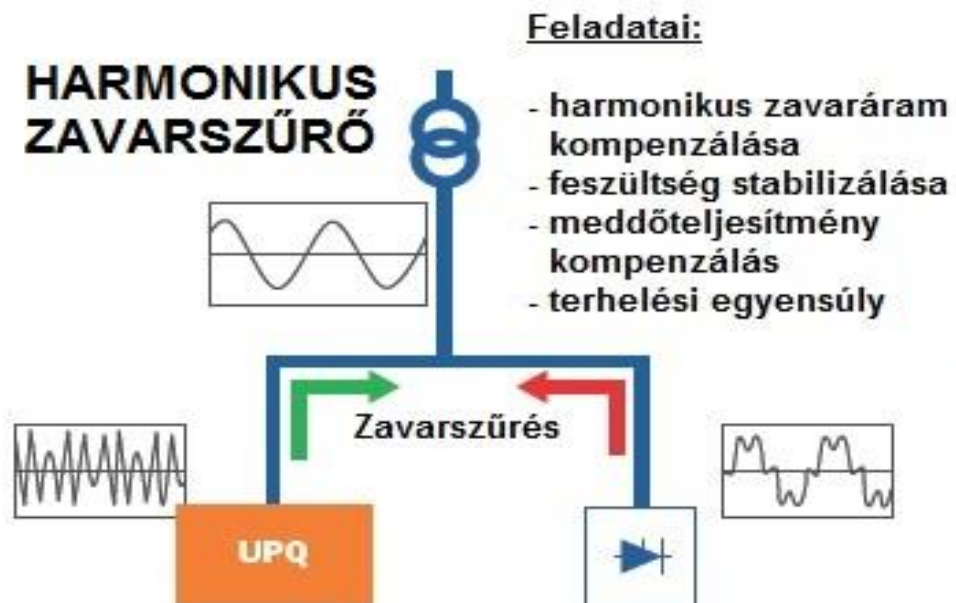 HARMONIKUS
ZAVARSZŰRŐ
Feladatai:
- harmonikus zavaráram
kompenzálása
- feszültség stabilizálása
- meddőteljesítmény
kompenzálás
- terhelési egyensúly
Zavarszűrés
UPQ